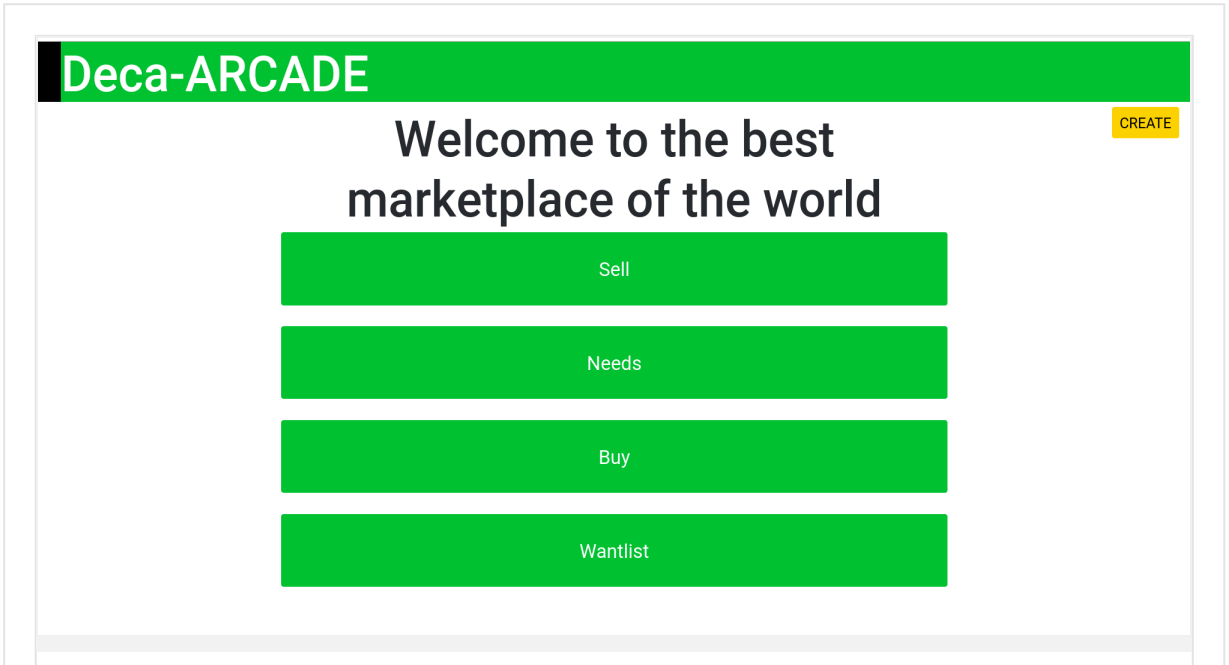 Deca-ARCADE
CREATE
Welcome to the best
marketplace of the world
Sell
Needs
Buy
Wantlist